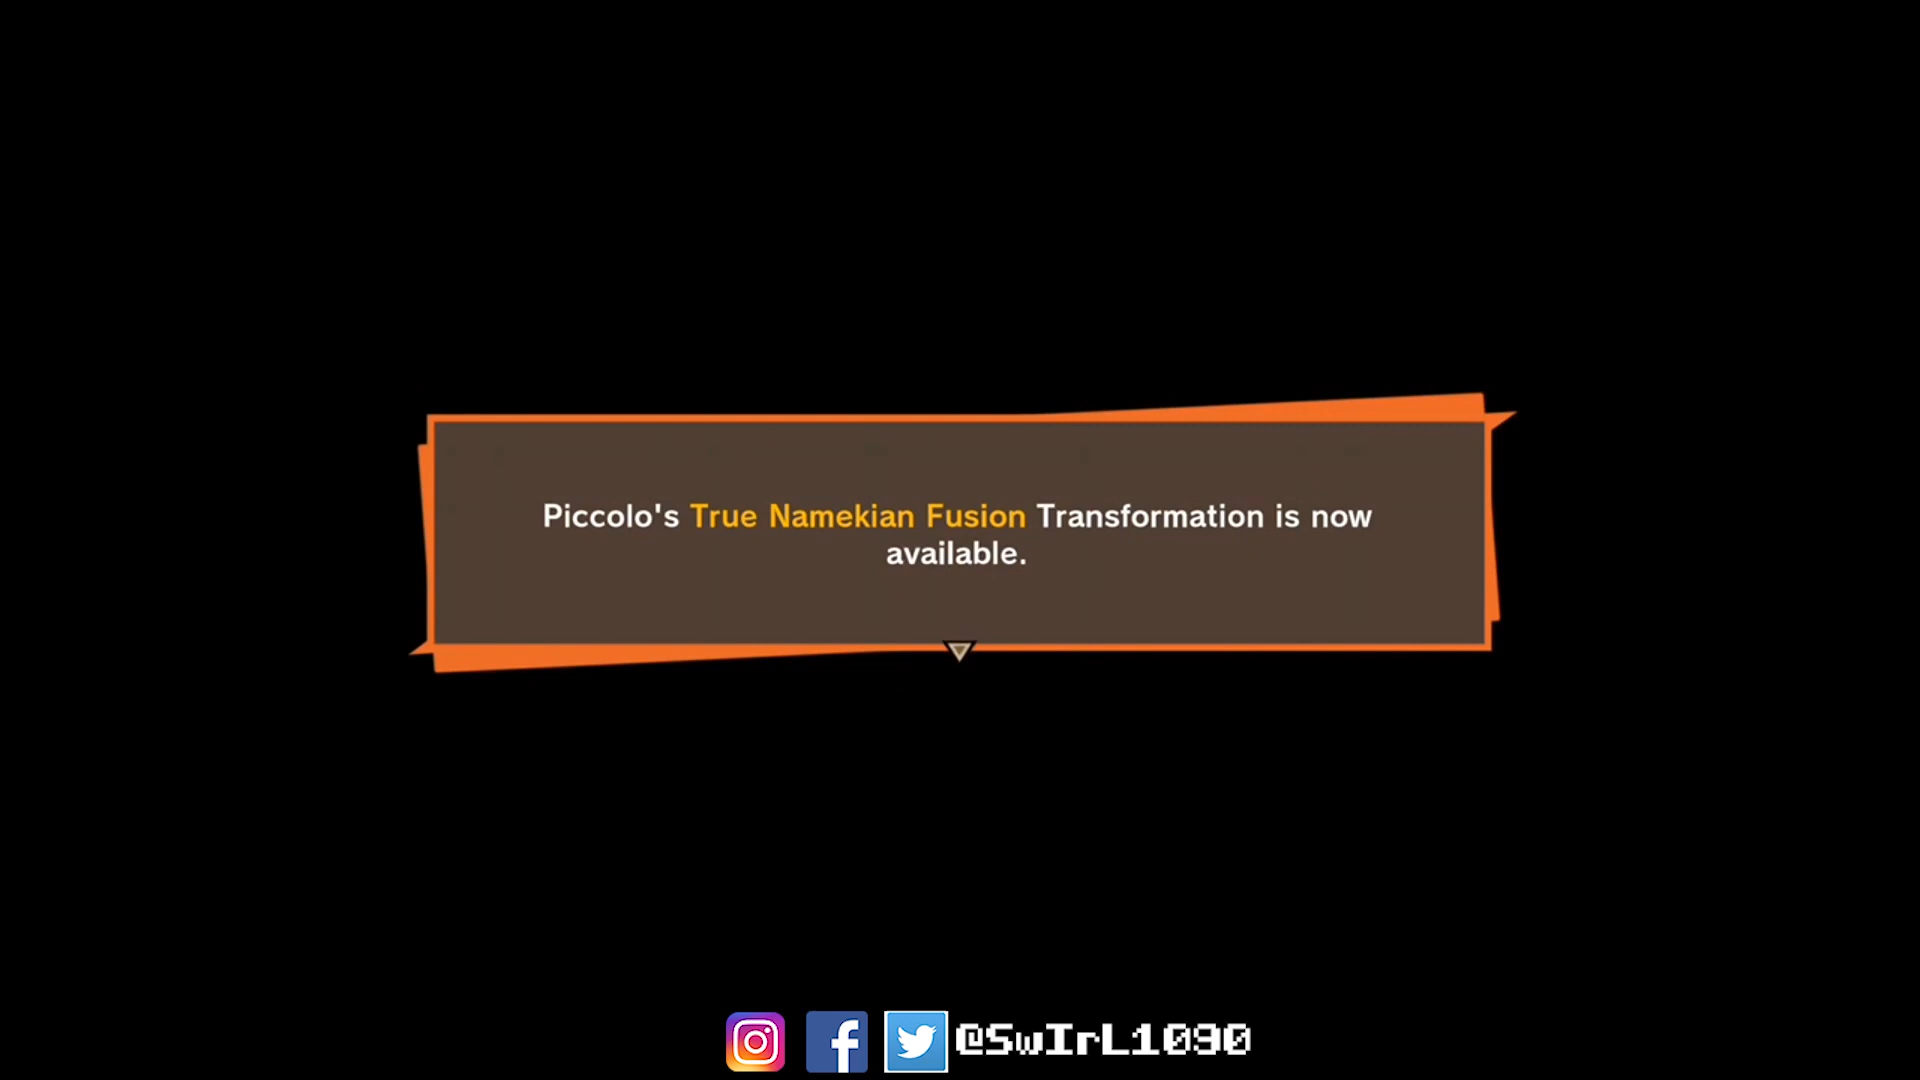 Piccolo's True Namekian Fusion Transformation is now
available.
@SwIrL1090